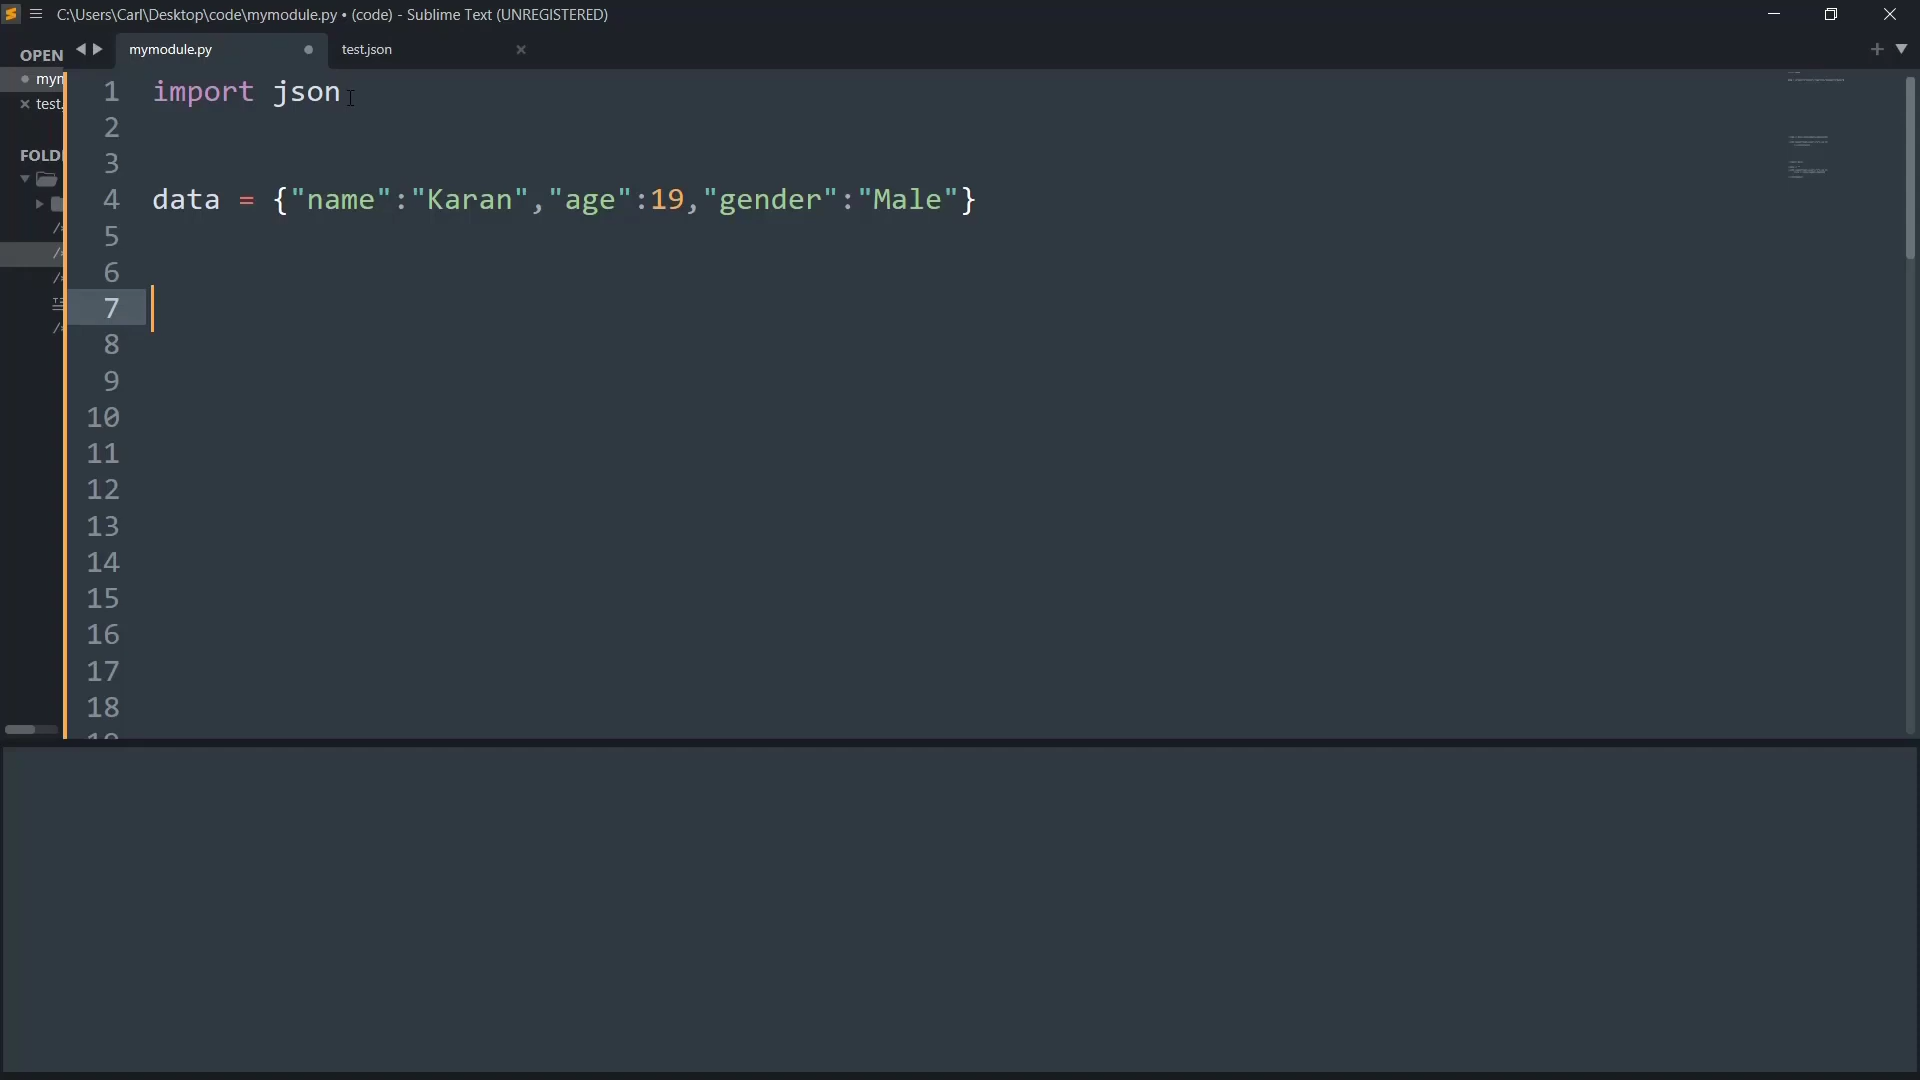 C:\Users\Carl\Desktop\code\mymodule.py • (code) - Sublime Text (UNREGISTERED)
OPEN
mymodule.py
test.json
mym
test.
FOLD
1 import json
2
3
4 data = {"name":"Karan","age":19,"gender":"Male"}
5
6
7
8
9
10
11
12
13
14
15
16
17
18